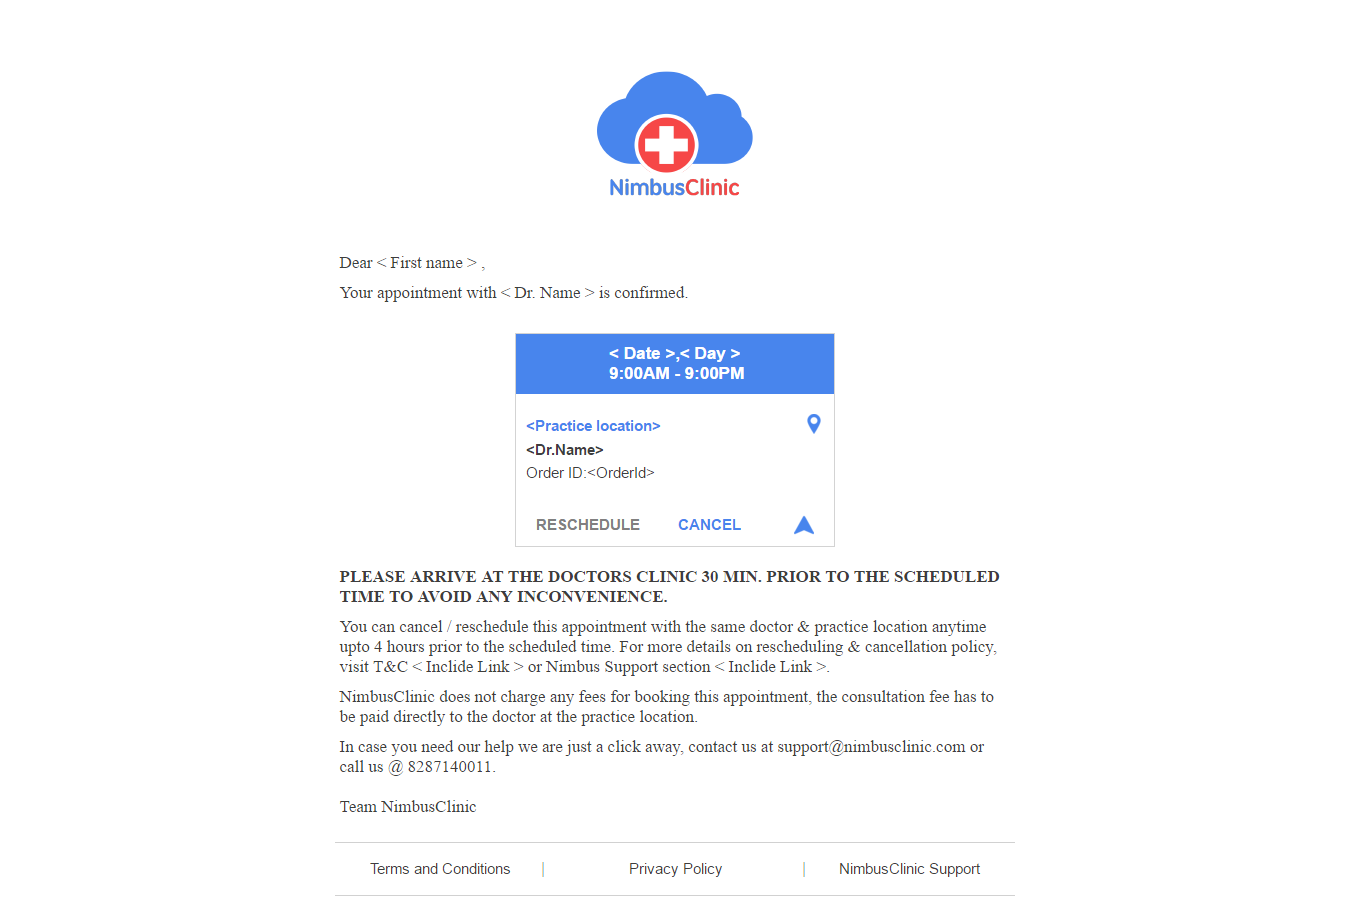 NimbusClinic
Dear < First name > ,
Your appointment with < Dr. Name > is confirmed.
< Date >,< Day >
9:00AM - 9:00PM
<Practice location>
<Dr.Name>
Order ID:<OrderId>
RESCHEDULE CANCEL
PLEASE ARRIVE AT THE DOCTORS CLINIC 30 MIN. PRIOR TO THE SCHEDULED
TIME TO AVOID ANY INCONVENIENCE.
You can cancel / reschedule this appointment with the same doctor & practice location anytime
upto 4 hours prior to the scheduled time. For more details on rescheduling & cancellation policy,
visit T&C < Inclide Link > or Nimbus Support section < Inclide Link >.
NimbusClinic does not charge any fees for booking this appointment, the consultation fee has to
be paid directly to the doctor at the practice location.
In case you need our help we are just a click away, contact us at support@nimbusclinic.com or
call us @ 8287140011.
Team NimbusClinic
Terms and Conditions | Privacy Policy | NimbusClinic Support